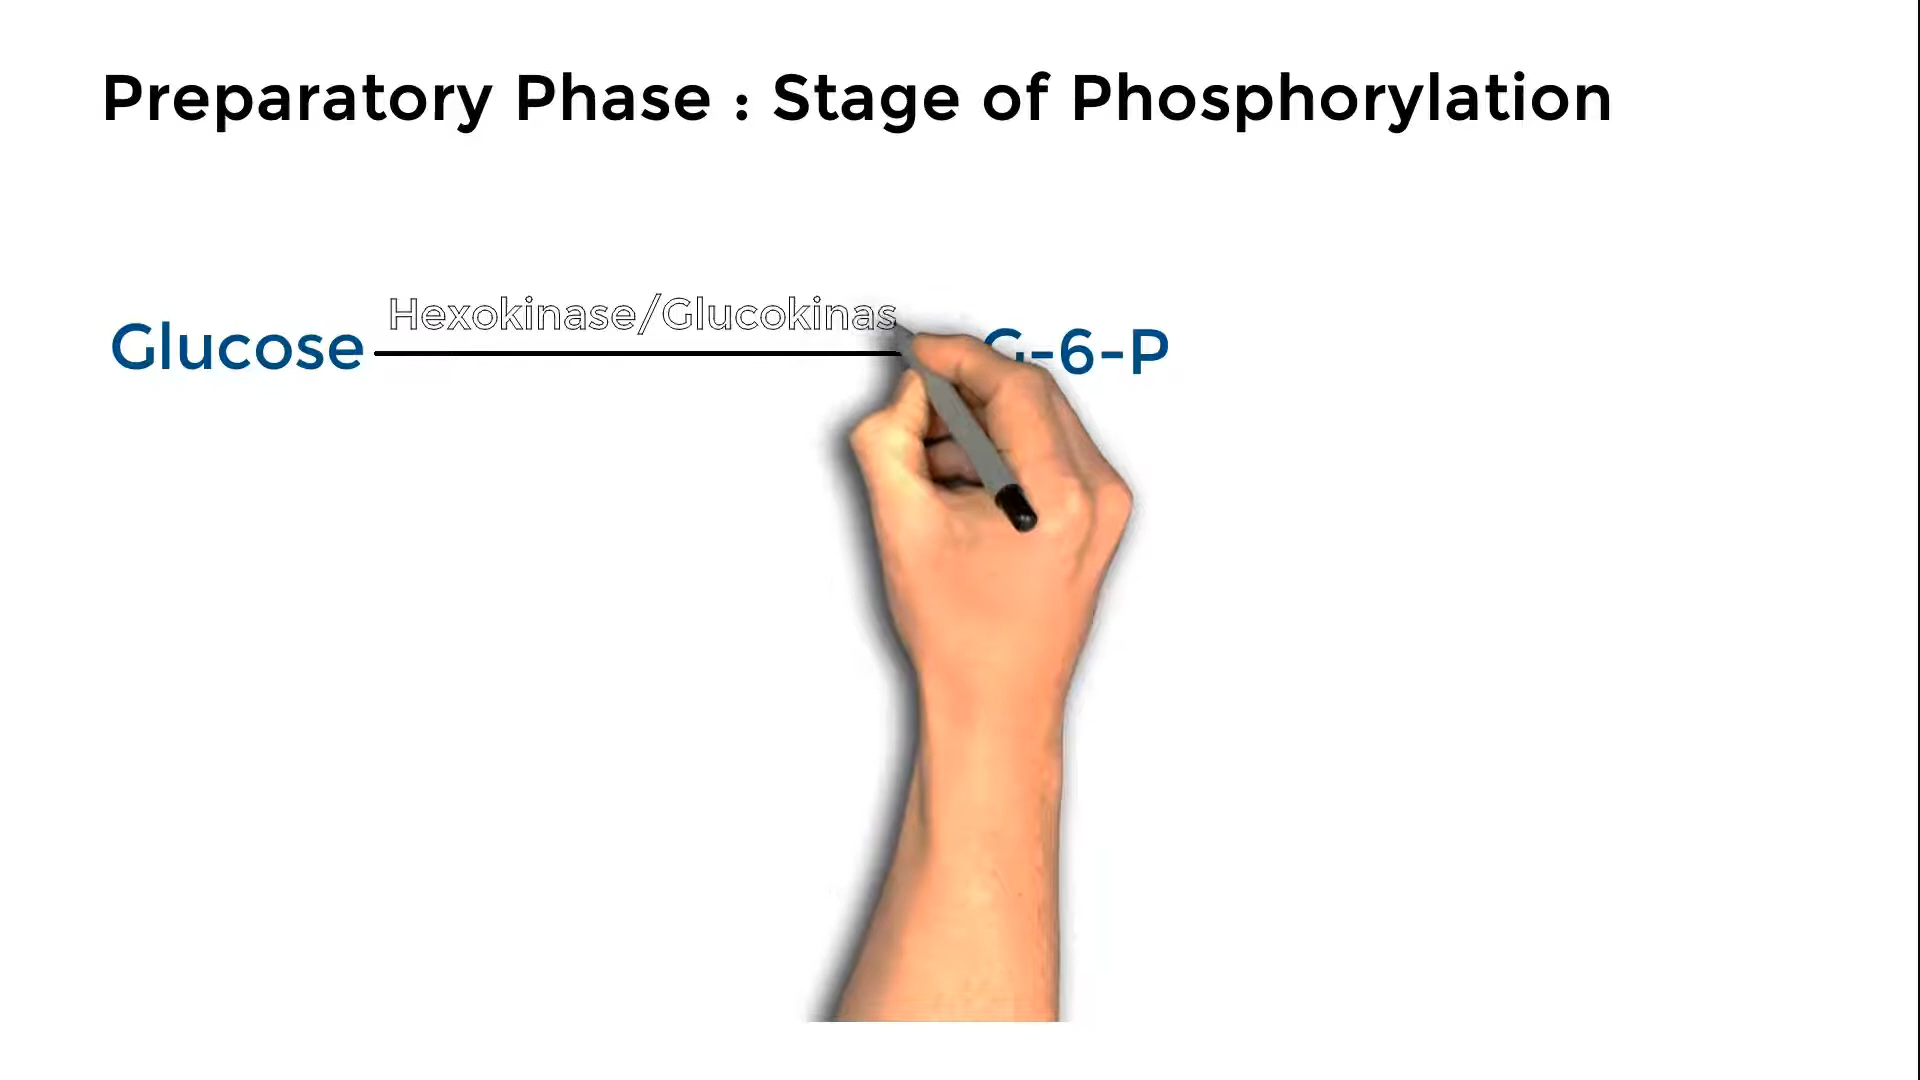 Preparatory Phase : Stage of Phosphorylation
Hexokinase/Glucokinas
Glucose G-6-P